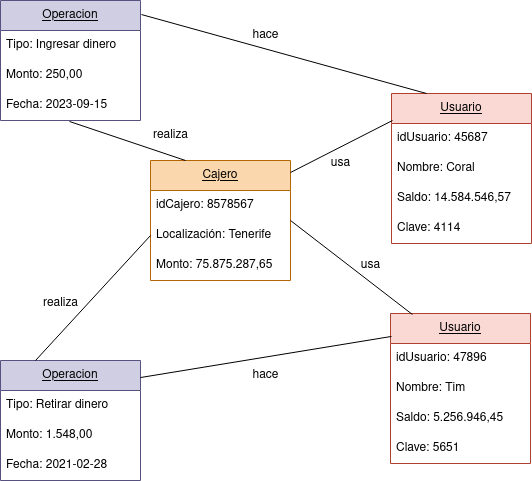 Operacion
Tipo: Ingresar dinero
Monto: 250,00
Fecha: 2023-09-15
hace
Usuario
idUsuario: 45687
Nombre: Coral
Saldo: 14.584.546,57
Clave: 4114
realiza
usa
Cajero
idCajero: 8578567
Localización: Tenerife
Monto: 75.875.287,65
usa
realiza
Usuario
idUsuario: 47896
Nombre: Tim
Saldo: 5.256.946,45
Clave: 5651
hace
Operacion
Tipo: Retirar dinero
Monto: 1.548,00
Fecha: 2021-02-28